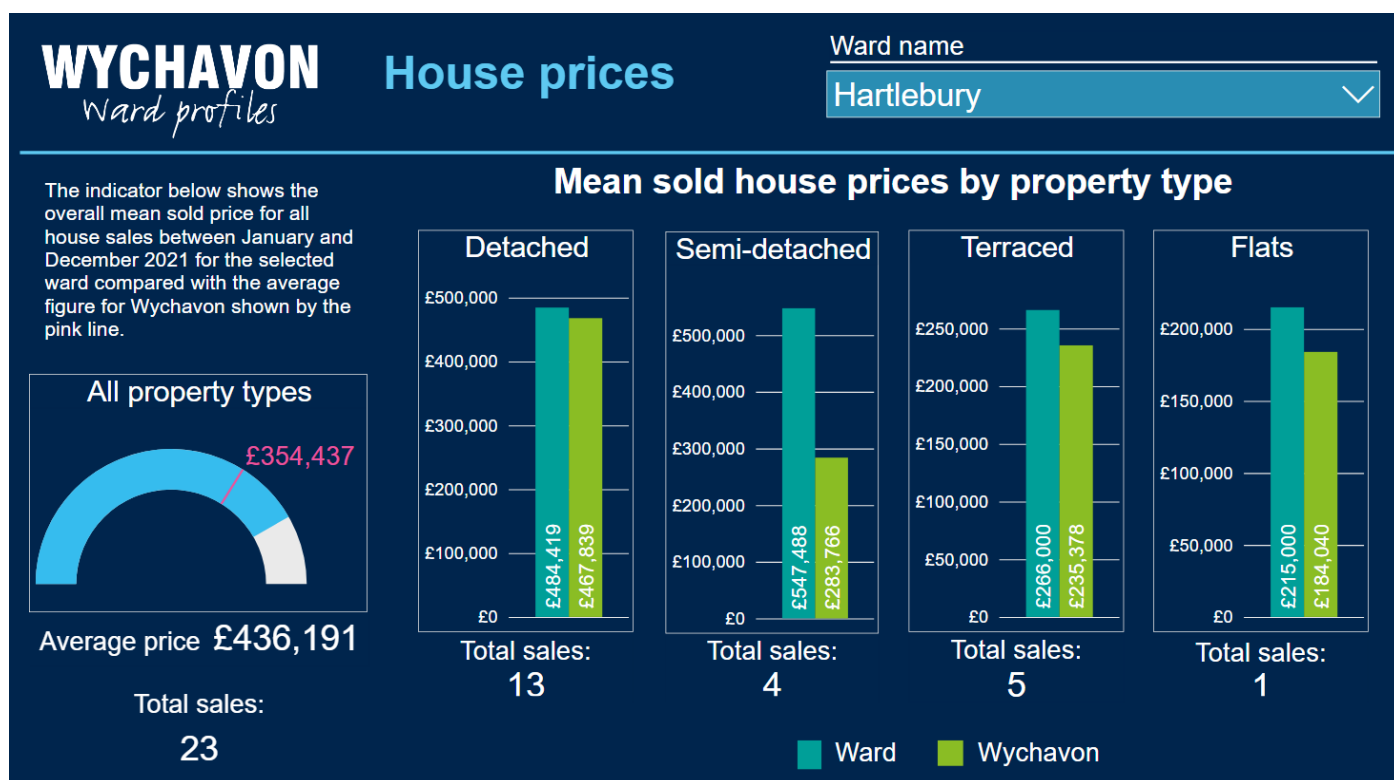 WYCHAVON
Ward profiles
House prices
Ward name
Hartlebury
The indicator below shows the
overall mean sold price for all
house sales between January and
December 2021 for the selected
ward compared with the average
figure for Wychavon shown by the
pink line.
All property types
£354,437
Average price £436,191
Total sales:
23
Mean sold house prices by property type
Detached
£500,000
£400,000
£300,000
£200,000
£100,000
£0
£484,419
£467,839
Total sales:
13
Semi-detached
£500,000
£400,000
£300,000
£200,000
£100,000
£0
£547,488
£283,766
Total sales:
4
Terraced
£250,000
£200,000
£150,000
£100,000
£50,000
£0
£266,000
£235,378
Total sales:
5
Flats
£200,000
£150,000
£100,000
£50,000
£0
£215,000
£184,040
Total sales:
1
Ward
Wychavon